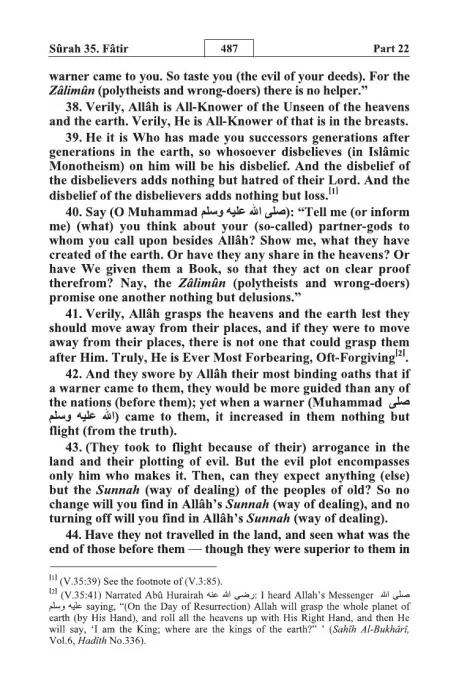 Sûrah 35. Fâtir 487 Part 22
warner came to you. So taste you (the evil of your deeds). For the
Zâlimûn (polytheists and wrong-doers) there is no helper.”
38. Verily, Allâh is All-Knower of the Unseen of the heavens
and the earth. Verily, He is All-Knower of that is in the breasts.
39. He it is Who has made you successors generations after
generations in the earth, so whosoever disbelieves (in Islâmic
Monotheism) on him will be his disbelief. And the disbelief of
the disbelievers adds nothing but hatred of their Lord. And the
disbelief of the disbelievers adds nothing but loss.[1]
40. Say (O Muhammad صلى الله عليه وسلم): “Tell me (or inform
me) (what) you think about your (so-called) partner-gods to
whom you call upon besides Allâh? Show me, what they have
created of the earth. Or have they any share in the heavens? Or
have We given them a Book, so that they act on clear proof
therefrom? Nay, the Zâlimûn (polytheists and wrong-doers)
promise one another nothing but delusions.”
41. Verily, Allâh grasps the heavens and the earth lest they
should move away from their places, and if they were to move
away from their places, there is not one that could grasp them
after Him. Truly, He is Ever Most Forbearing, Oft-Forgiving[2].
42. And they swore by Allâh their most binding oaths that if
a warner came to them, they would be more guided than any of
the nations (before them); yet when a warner (Muhammad صلى
الله عليه وسلم) came to them, it increased in them nothing but
flight (from the truth).
43. (They took to flight because of their) arrogance in the
land and their plotting of evil. But the evil plot encompasses
only him who makes it. Then, can they expect anything (else)
but the Sunnah (way of dealing) of the peoples of old? So no
change will you find in Allâh’s Sunnah (way of dealing), and no
turning off will you find in Allâh’s Sunnah (way of dealing).
44. Have they not travelled in the land, and seen what was the
end of those before them — though they were superior to them in
[1] (V.35:39) See the footnote of (V.3:85).
[2] (V.35:41) Narrated Abû Hurairah رضي الله عنه: I heard Allah’s Messenger صلى الله
عليه وسلم saying, “(On the Day of Resurrection) Allah will grasp the whole planet of
earth (by His Hand), and roll all the heavens up with His Right Hand, and then He
will say, ‘I am the King; where are the kings of the earth?” ’ (Sahîh Al-Bukhârî,
Vol.6, Hadîth No.336).